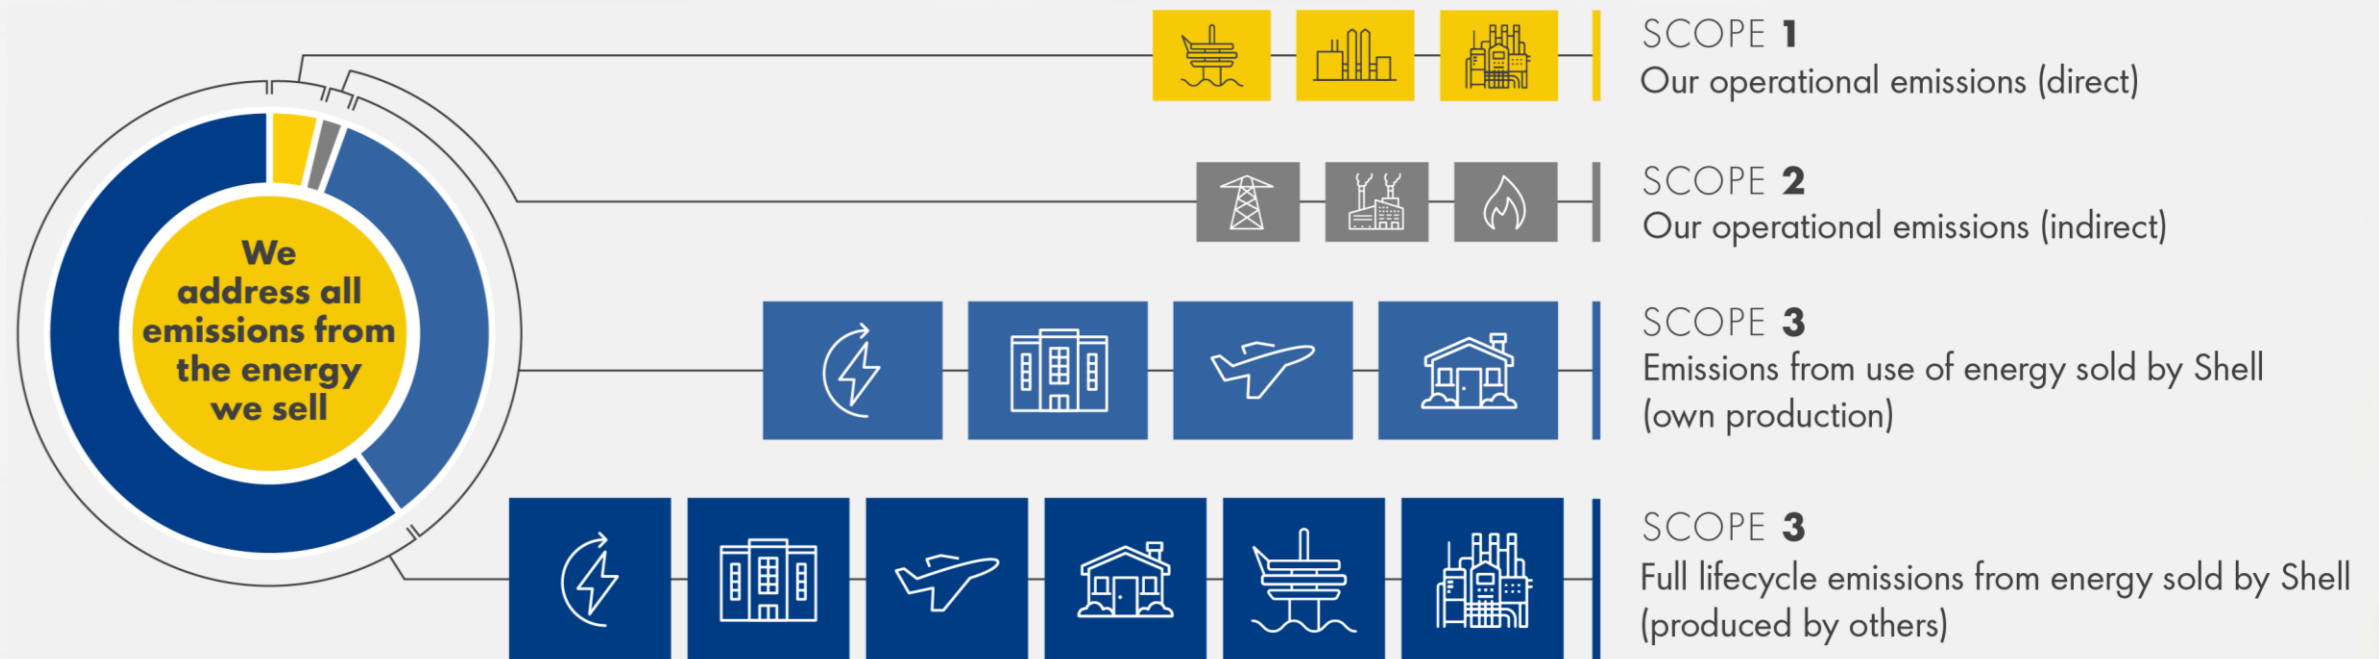 We
address all
emissions from
the energy
we sell
SCOPE 1
Our operational emissions (direct)
SCOPE 2
Our operational emissions (indirect)
SCOPE 3
Emissions from use of energy sold by Shell
(own production)
SCOPE 3
Full lifecycle emissions from energy sold by Shell
(produced by others)